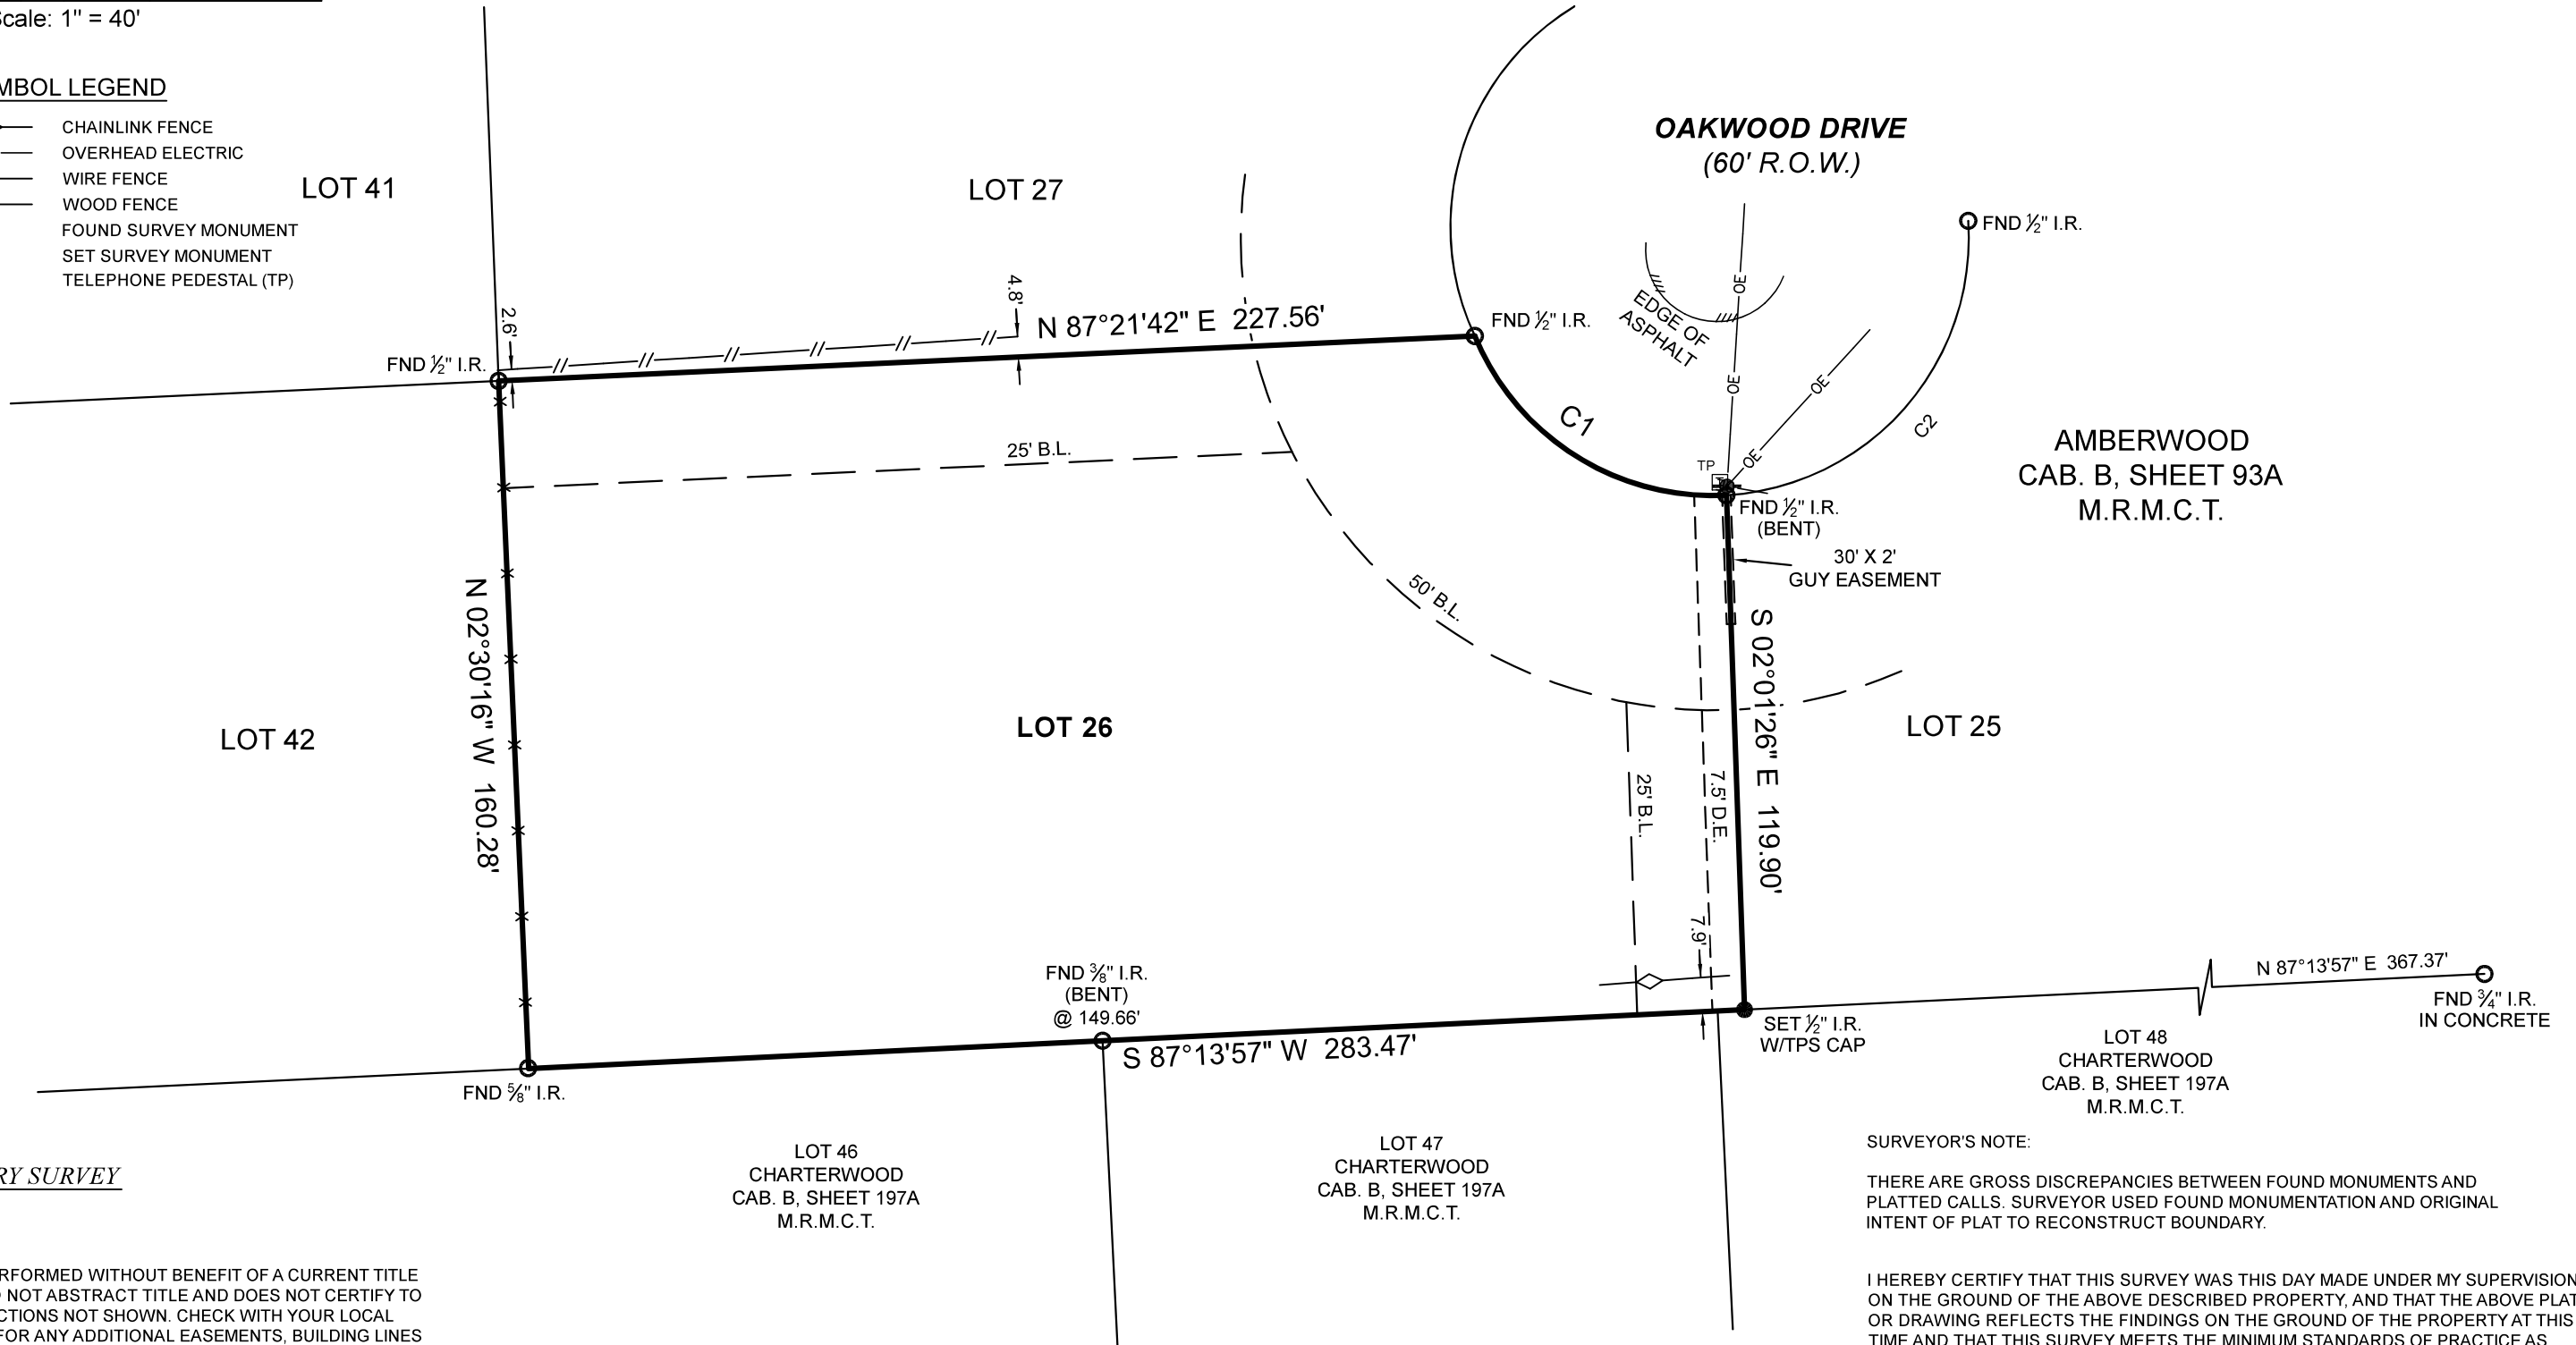 Scale: 1" = 40'
MBOL LEGEND
CHAINLINK FENCE
OVERHEAD ELECTRIC
WIRE FENCE
WOOD FENCE
FOUND SURVEY MONUMENT
SET SURVEY MONUMENT
TELEPHONE PEDESTAL (TP)
LOT 41
LOT 27
OAKWOOD DRIVE
(60' R.O.W.)
FND ½" I.R.
OE
EDGE OF
ASPHALT
OE
OE
OE
2.6'
4.8'
N 87°21'42" E 227.56'
FND ½" I.R.
FND ½" I.R.
C1
C2
AMBERWOOD
CAB. B, SHEET 93A
M.R.M.C.T.
25' B.L.
TP
FND ½" I.R.
(BENT)
30' X 2'
GUY EASEMENT
50' B.L.
N 02°30'16" W 160.28'
S 02°01'26" E 119.90'
LOT 42
LOT 26
LOT 25
25' B.L.
7.5' D.E.
7.9'
FND ⅜" I.R.
(BENT)
@ 149.66'
S 87°13'57" W 283.47'
N 87°13'57" E 367.37'
FND ¾" I.R.
IN CONCRETE
SET ½" I.R.
W/TPS CAP
FND ⅝" I.R.
LOT 48
CHARTERWOOD
CAB. B, SHEET 197A
M.R.M.C.T.
LOT 46
CHARTERWOOD
CAB. B, SHEET 197A
M.R.M.C.T.
LOT 47
CHARTERWOOD
CAB. B, SHEET 197A
M.R.M.C.T.
RY SURVEY
SURVEYOR'S NOTE:
THERE ARE GROSS DISCREPANCIES BETWEEN FOUND MONUMENTS AND
PLATTED CALLS. SURVEYOR USED FOUND MONUMENTATION AND ORIGINAL
INTENT OF PLAT TO RECONSTRUCT BOUNDARY.
RFORMED WITHOUT BENEFIT OF A CURRENT TITLE
NOT ABSTRACT TITLE AND DOES NOT CERTIFY TO
CTIONS NOT SHOWN. CHECK WITH YOUR LOCAL
FOR ANY ADDITIONAL EASEMENTS, BUILDING LINES
I HEREBY CERTIFY THAT THIS SURVEY WAS THIS DAY MADE UNDER MY SUPERVISION
ON THE GROUND OF THE ABOVE DESCRIBED PROPERTY, AND THAT THE ABOVE PLAT
OR DRAWING REFLECTS THE FINDINGS ON THE GROUND OF THE PROPERTY AT THIS
TIME AND THAT THIS SURVEY MEETS THE MINIMUM STANDARDS OF PRACTICE AS